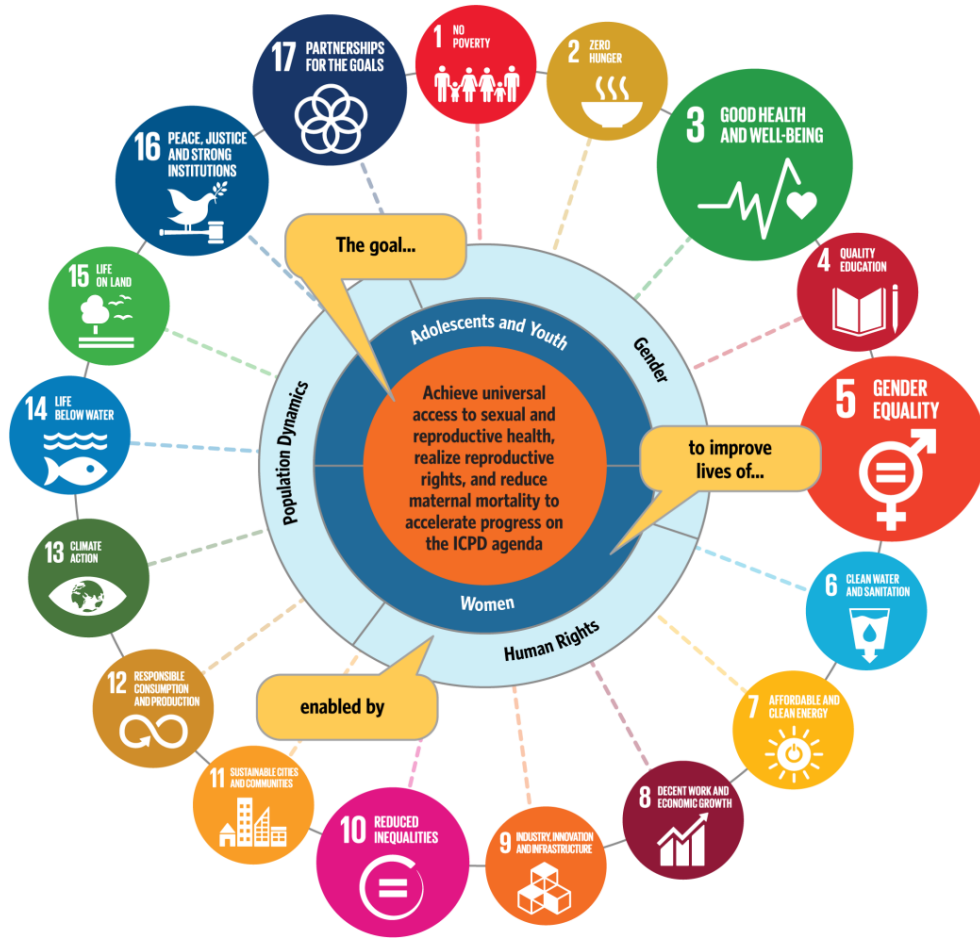 1 NO
POVERTY
2 ZERO
HUNGER
3 GOOD HEALTH
AND WELL-BEING
4 QUALITY
EDUCATION
5 GENDER
EQUALITY
6 CLEAN WATER
AND SANITATION
7 AFFORDABLE AND
CLEAN ENERGY
8 DECENT WORK AND
ECONOMIC GROWTH
9 INDUSTRY, INNOVATION
AND INFRASTRUCTURE
10 REDUCED
INEQUALITIES
11 SUSTAINABLE CITIES
AND COMMUNITIES
12 RESPONSIBLE
CONSUMPTION
AND PRODUCTION
13 CLIMATE
ACTION
14 LIFE
BELOW WATER
15 LIFE
ON LAND
16 PEACE, JUSTICE
AND STRONG
INSTITUTIONS
17 PARTNERSHIPS
FOR THE GOALS
The goal...
Achieve universal
access to sexual and
reproductive health,
realize reproductive
rights, and reduce
maternal mortality to
accelerate progress on
the ICPD agenda
to improve
lives of...
Adolescents and Youth
Women
enabled by
Population Dynamics
Gender
Human Rights